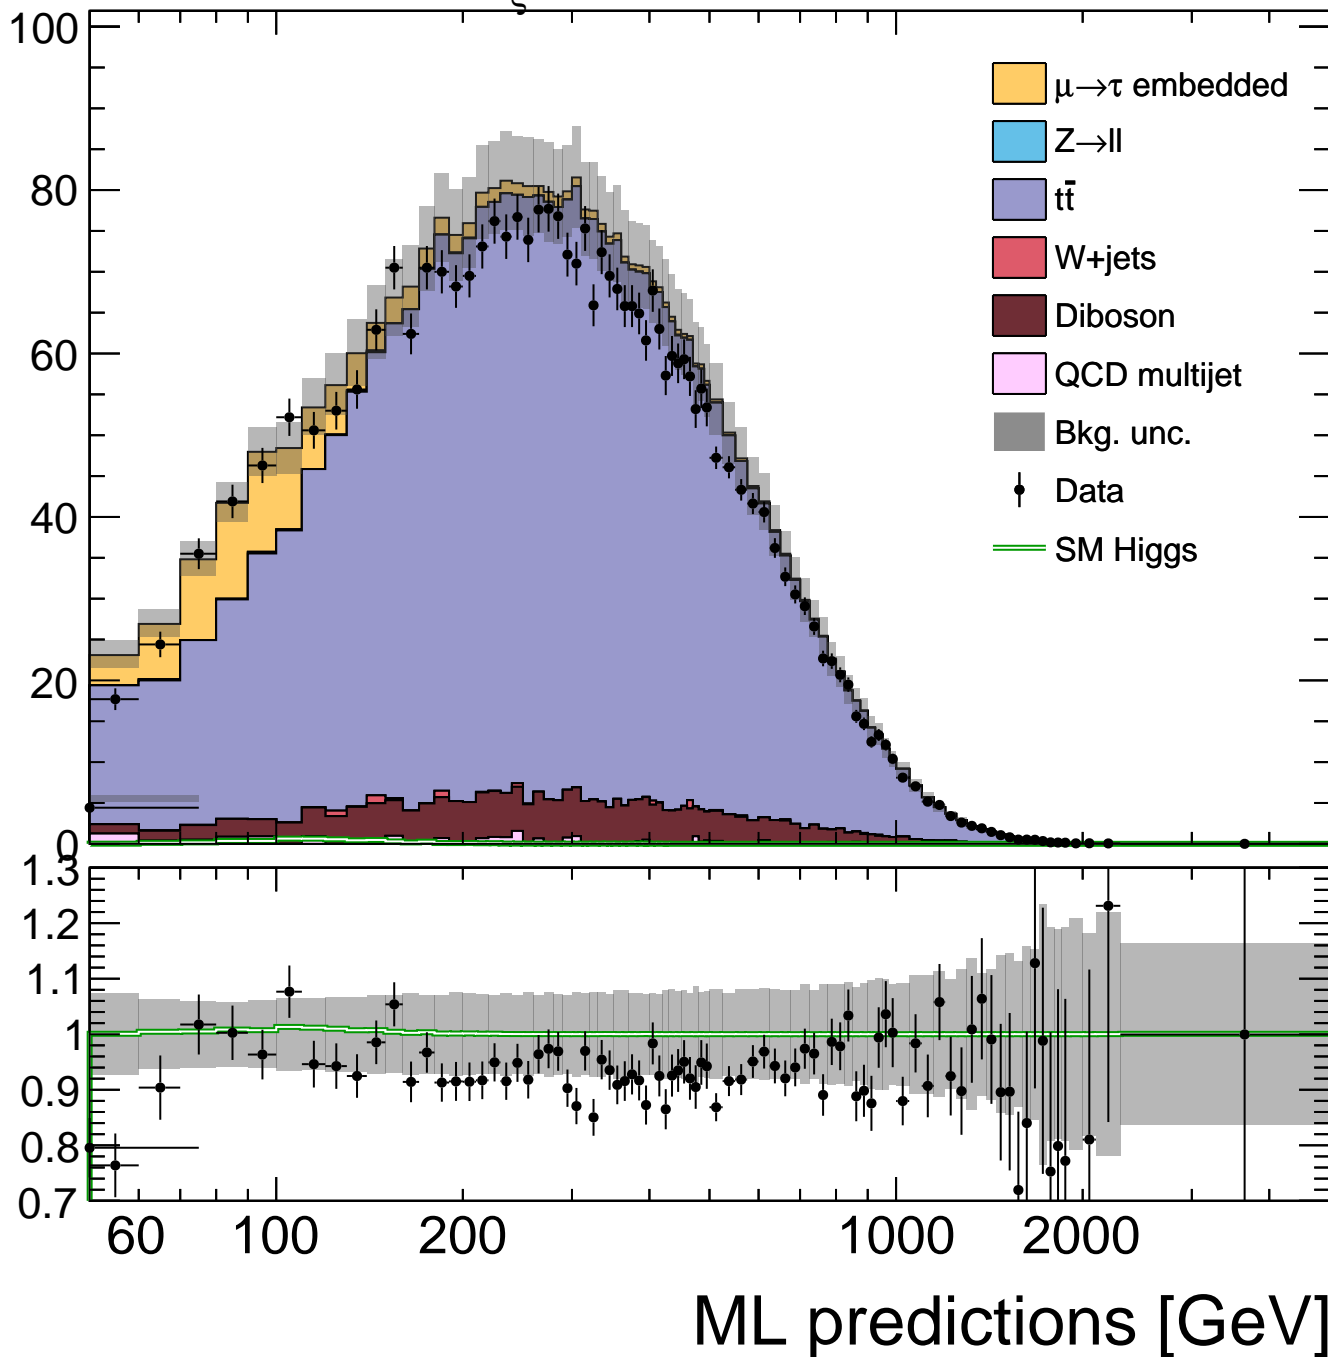 ξ
100
80
60
40
20
0
μ→τ embedded
Z→ll
tt̄
W+jets
Diboson
QCD multijet
Bkg. unc.
Data
SM Higgs
1.3
1.2
1.1
1
0.9
0.8
0.7
60 100 200 1000 2000
ML predictions [GeV]